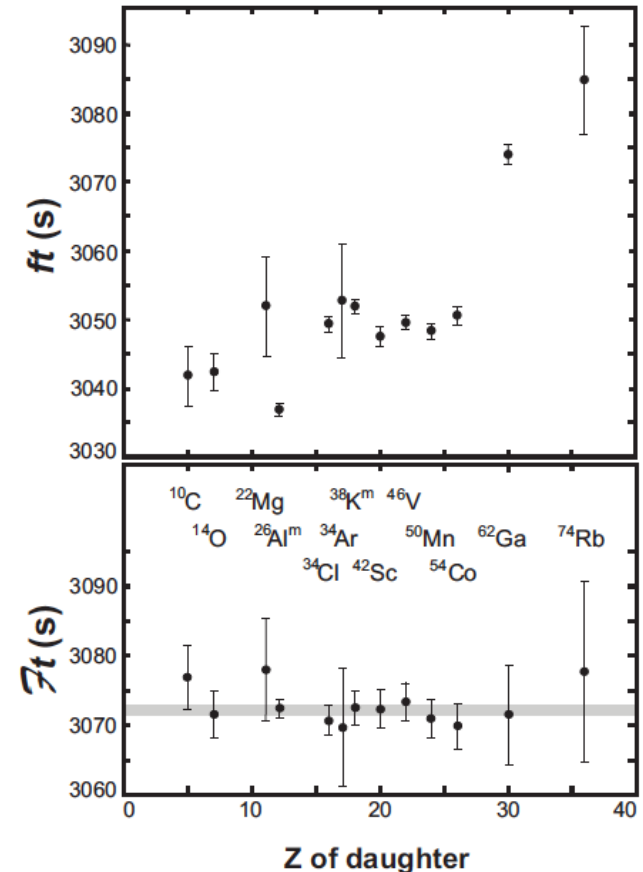 3090
3080
3070
3060
3050
3040
3030
ft (s)
¹⁰C ²²Mg ³⁸Kᵐ ⁴⁶V
¹⁴O ²⁶Alᵐ ³⁴Ar ⁵⁰Mn ⁶²Ga ⁷⁴Rb
³⁴Cl ⁴²Sc ⁵⁴Co
3090
3080
3070
3060
ℱt (s)
0 10 20 30 40
Z of daughter